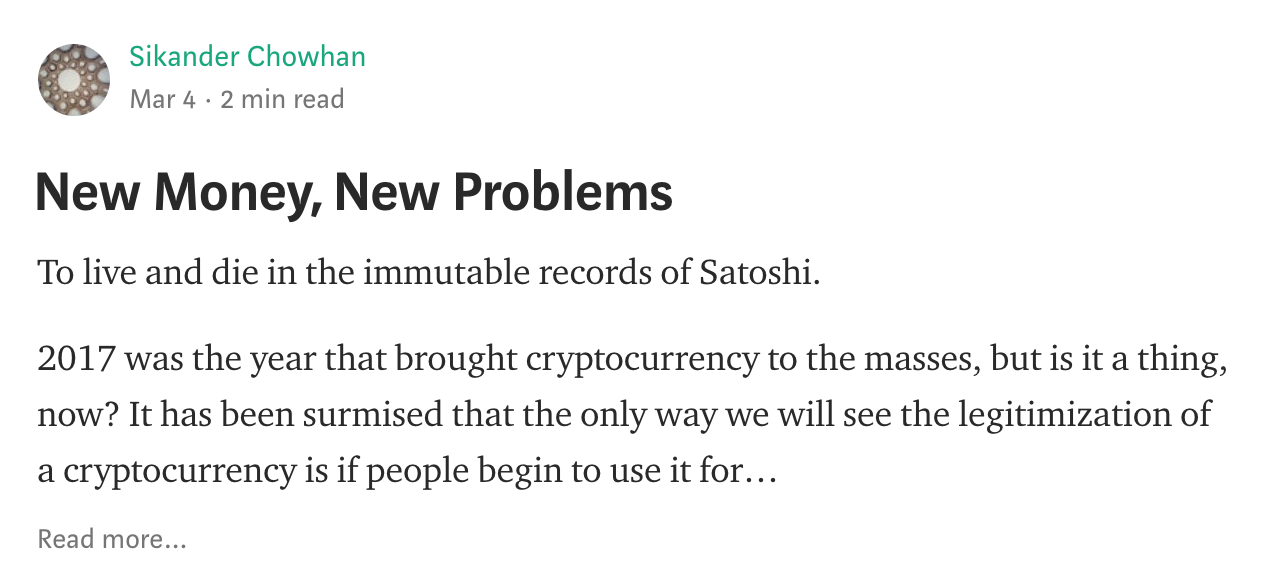 Sikander Chowhan
Mar 4 · 2 min read
New Money, New Problems
To live and die in the immutable records of Satoshi.
2017 was the year that brought cryptocurrency to the masses, but is it a thing,
now? It has been surmised that the only way we will see the legitimization of
a cryptocurrency is if people begin to use it for…
Read more…